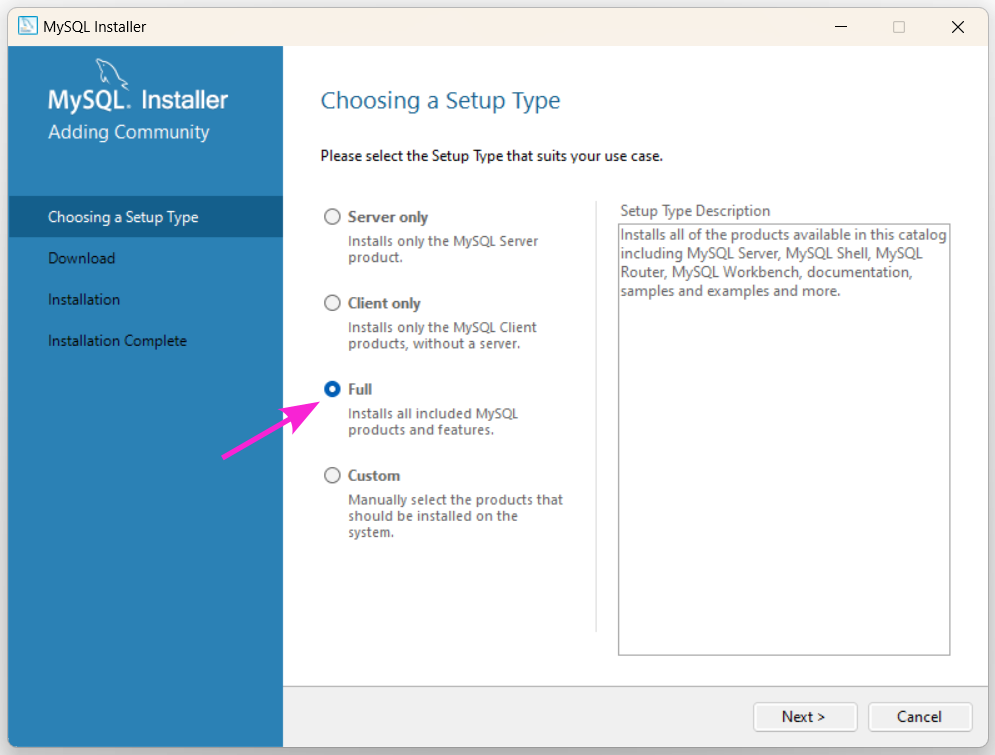 MySQL Installer
MySQL. Installer
Adding Community
Choosing a Setup Type
Download
Installation
Installation Complete
Choosing a Setup Type
Please select the Setup Type that suits your use case.
Server only
Installs only the MySQL Server
product.
Client only
Installs only the MySQL Client
products, without a server.
Full
Installs all included MySQL
products and features.
Custom
Manually select the products that
should be installed on the
system.
Setup Type Description
Installs all of the products available in this catalog
including MySQL Server, MySQL Shell, MySQL
Router, MySQL Workbench, documentation,
samples and examples and more.
Next >
Cancel